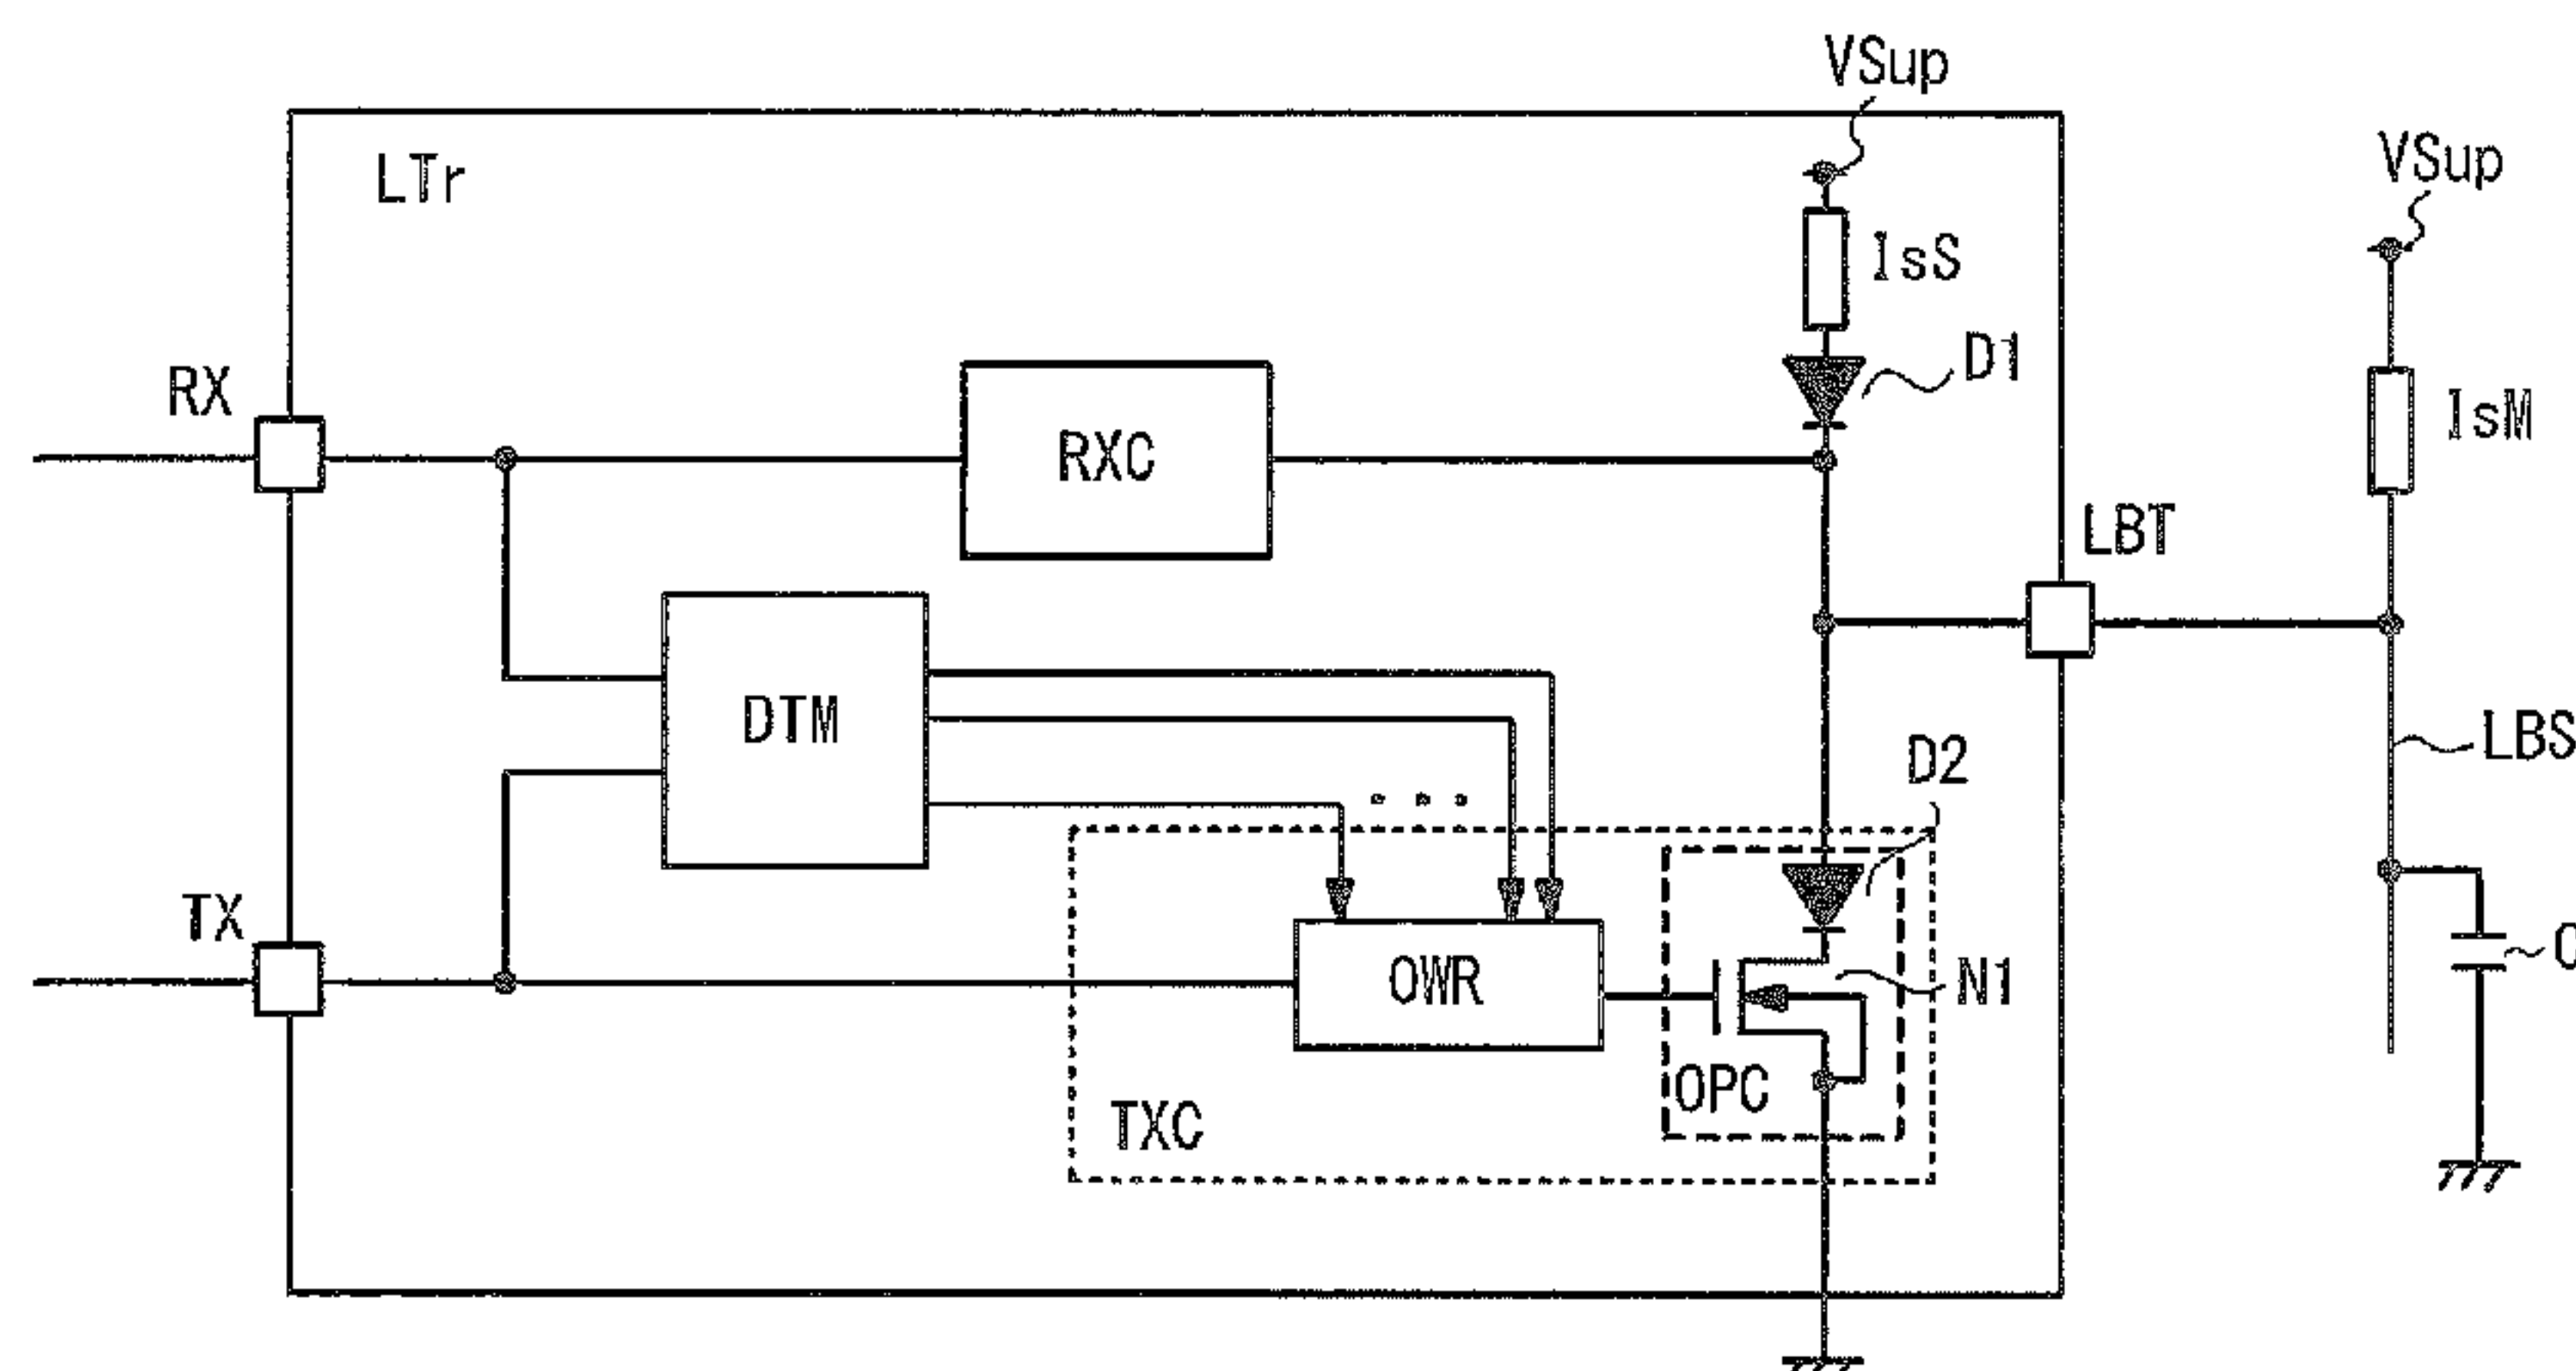 VSup
LTr
VSup
IsS
D1
RX
RXC
IsM
LBT
DTM
LBS
D2
TX
OWR
N1
OPC
TXC